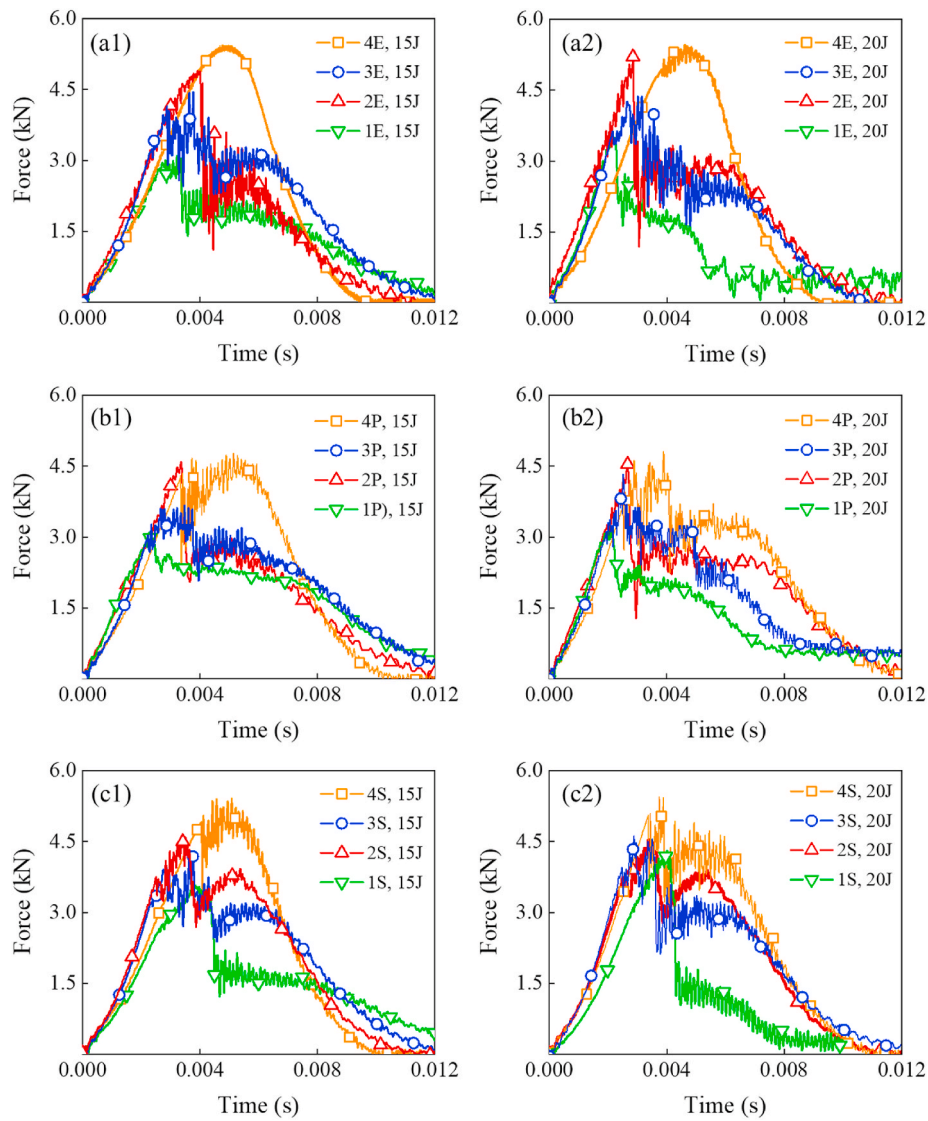 (a1)
4E, 15J
3E, 15J
2E, 15J
1E, 15J
6.0
4.5
3.0
1.5
Force (kN)
0.000 0.004 0.008 0.012
Time (s)
(a2)
4E, 20J
3E, 20J
2E, 20J
1E, 20J
6.0
4.5
3.0
1.5
Force (kN)
0.000 0.004 0.008 0.012
Time (s)
(b1)
4P, 15J
3P, 15J
2P, 15J
1P), 15J
6.0
4.5
3.0
1.5
Force (kN)
0.000 0.004 0.008 0.012
Time (s)
(b2)
4P, 20J
3P, 20J
2P, 20J
1P, 20J
6.0
4.5
3.0
1.5
Force (kN)
0.000 0.004 0.008 0.012
Time (s)
(c1)
4S, 15J
3S, 15J
2S, 15J
1S, 15J
6.0
4.5
3.0
1.5
Force (kN)
0.000 0.004 0.008 0.012
Time (s)
(c2)
4S, 20J
3S, 20J
2S, 20J
1S, 20J
6.0
4.5
3.0
1.5
Force (kN)
0.000 0.004 0.008 0.012
Time (s)